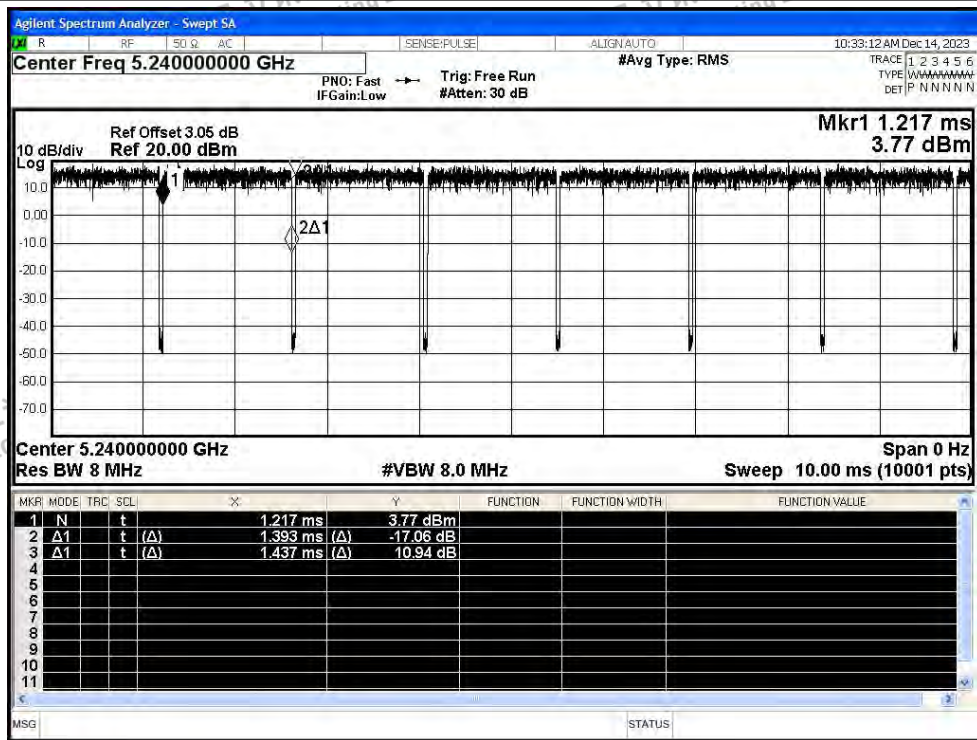 Agilent Spectrum Analyzer - Swept SA
R RF 50 Ω AC SENSE:PULSE ALIGN AUTO 10:33:12 AM Dec 14, 2023
Center Freq 5.240000000 GHz #Avg Type: RMS TRACE 1 2 3 4 5 6
PNO: Fast Trig: Free Run TYPE
IFGain:Low #Atten: 30 dB DET P N N N N N
Mkr1 1.217 ms
Ref Offset 3.05 dB
10 dB/div Ref 20.00 dBm 3.77 dBm
Log
1
10.0
0.00
2Δ1
-10.0
-20.0
-30.0
-40.0
-50.0
-60.0
-70.0
Center 5.240000000 GHz Span 0 Hz
Res BW 8 MHz #VBW 8.0 MHz Sweep 10.00 ms (10001 pts)
MKR MODE TRC SCL X Y FUNCTION FUNCTION WIDTH FUNCTION VALUE
1 N t 1.217 ms 3.77 dBm
2 Δ1 t (Δ) 1.393 ms (Δ) -17.06 dB
3 Δ1 t (Δ) 1.437 ms (Δ) 10.94 dB
4
5
6
7
8
9
10
11
MSG STATUS